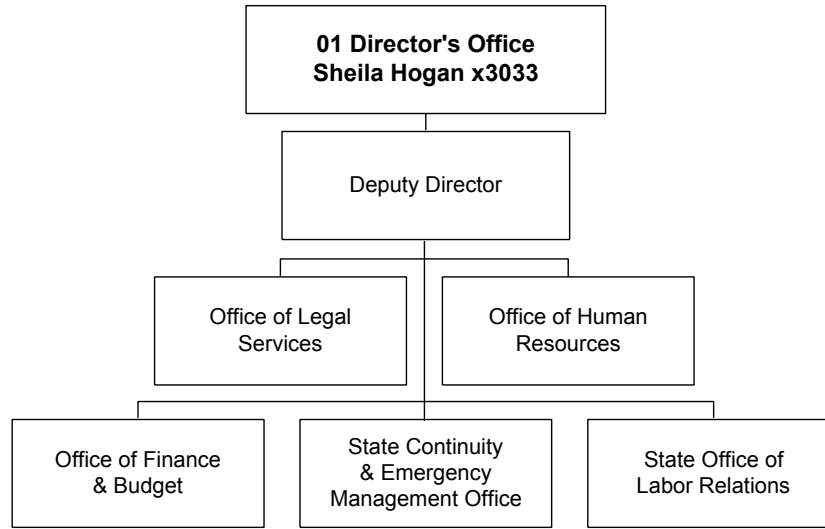 01 Director's Office
Sheila Hogan x3033
Deputy Director
Office of Legal
Services
Office of Human
Resources
Office of Finance
& Budget
State Continuity
& Emergency
Management Office
State Office of
Labor Relations